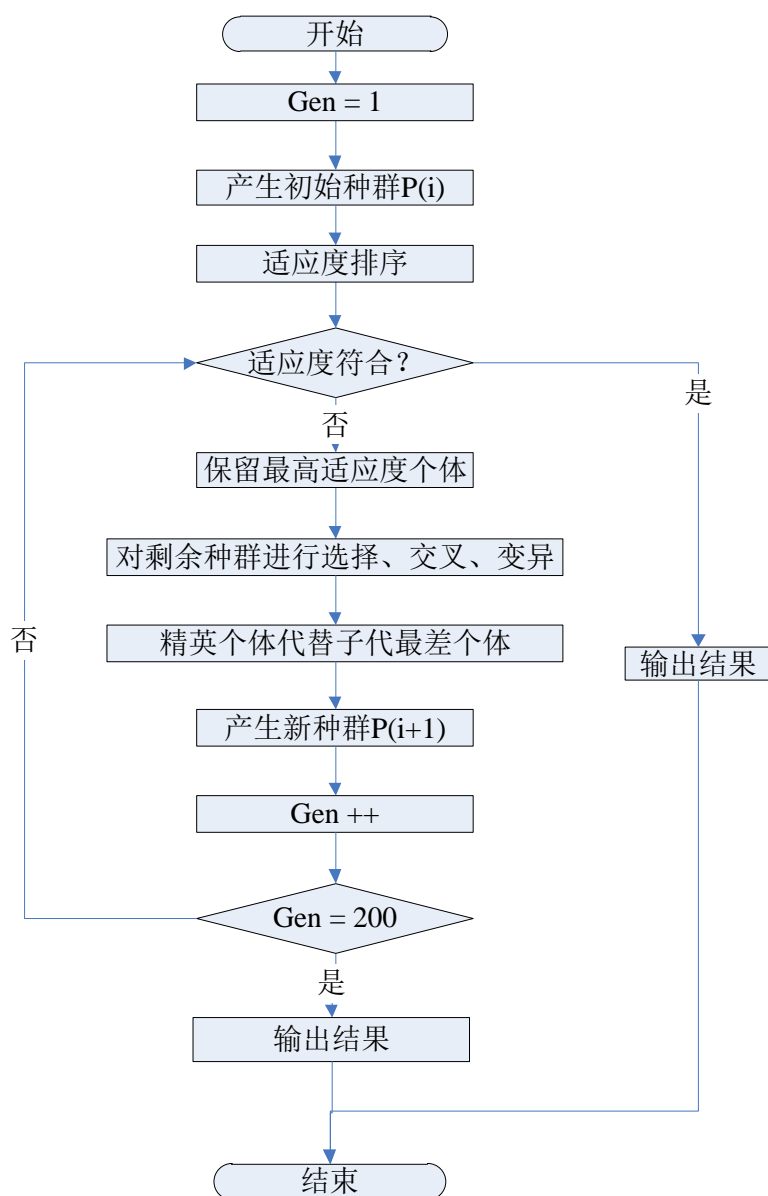 开始
Gen = 1
产生初始种群P(i)
适应度排序
适应度符合？
是
否
保留最高适应度个体
对剩余种群进行选择、交叉、变异
否
精英个体代替子代最差个体
输出结果
产生新种群P(i+1)
Gen ++
Gen = 200
是
输出结果
结束